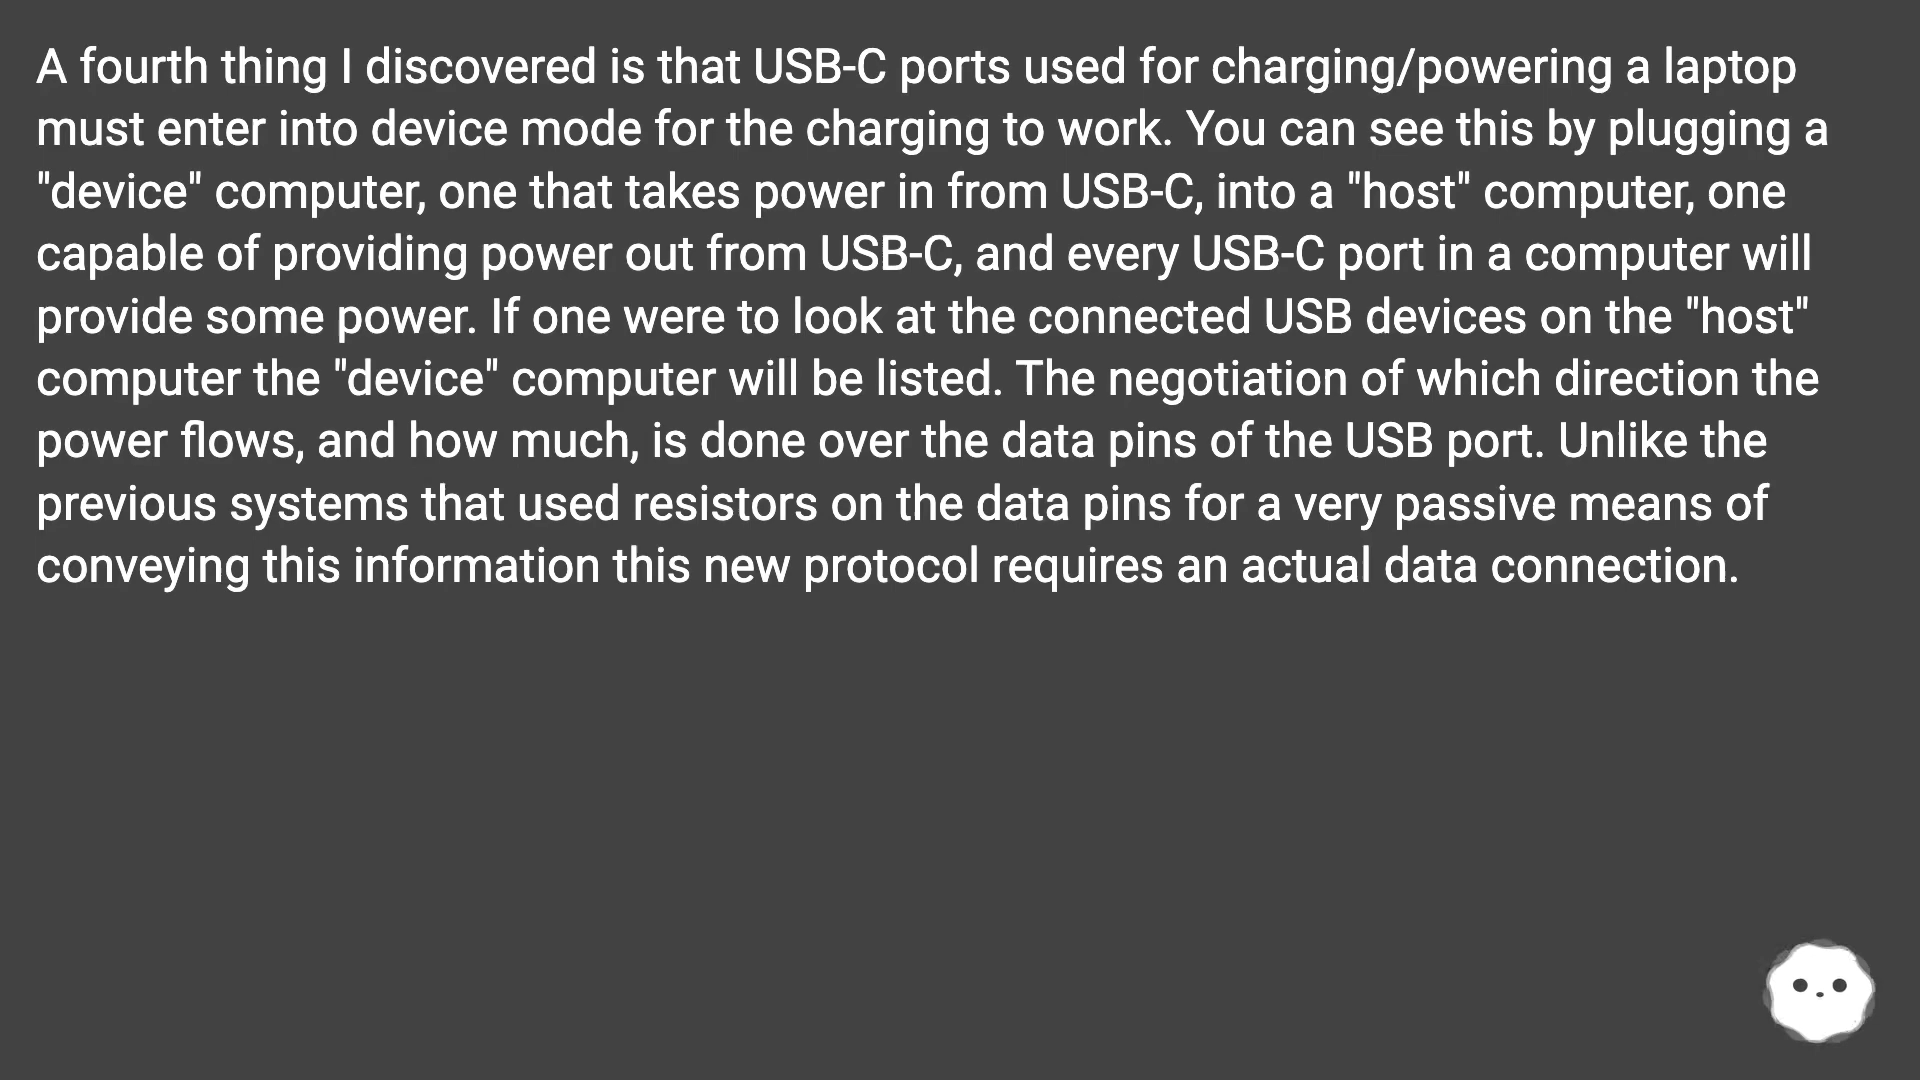 A fourth thing I discovered is that USB-C ports used for charging/powering a laptop
must enter into device mode for the charging to work. You can see this by plugging a
"device" computer, one that takes power in from USB-C, into a "host" computer, one
capable of providing power out from USB-C, and every USB-C port in a computer will
provide some power. If one were to look at the connected USB devices on the "host"
computer the "device" computer will be listed. The negotiation of which direction the
power flows, and how much, is done over the data pins of the USB port. Unlike the
previous systems that used resistors on the data pins for a very passive means of
conveying this information this new protocol requires an actual data connection.